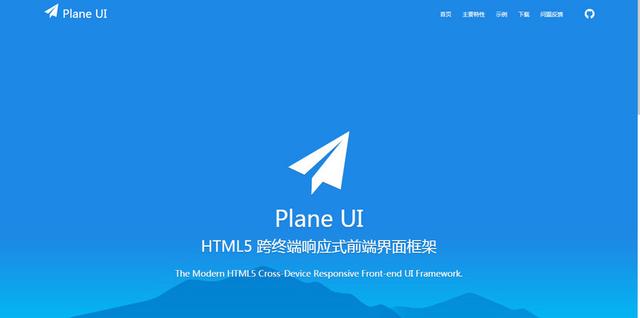 Plane UI
首页 主要特性 示例 下载 问题反馈
Plane UI
HTML5 跨终端响应式前端界面框架
The Modern HTML5 Cross-Device Responsive Front-end UI Framework.